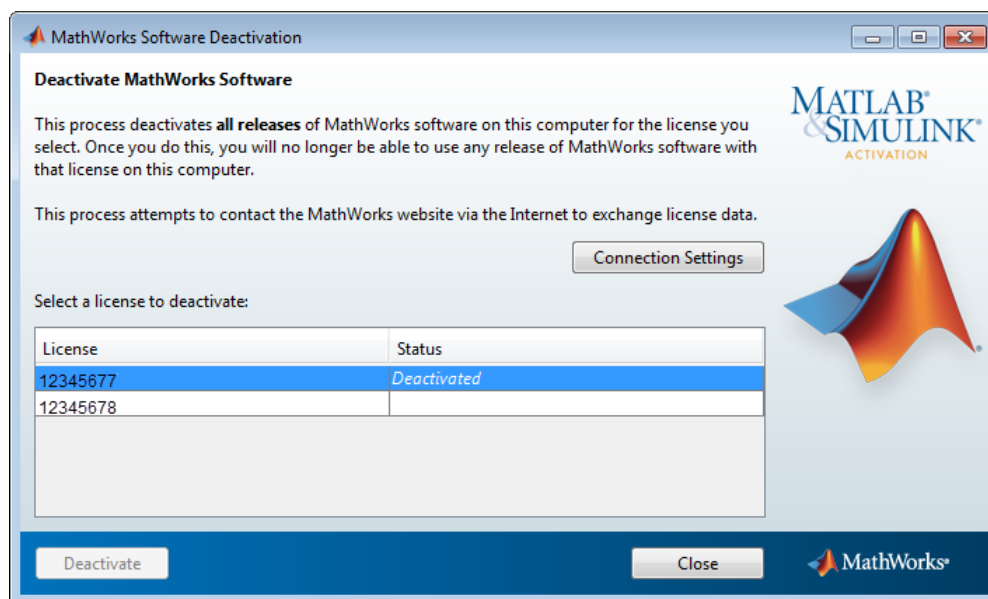 MathWorks Software Deactivation
Deactivate MathWorks Software
This process deactivates all releases of MathWorks software on this computer for the license you
select. Once you do this, you will no longer be able to use any release of MathWorks software with
that license on this computer.
This process attempts to contact the MathWorks website via the Internet to exchange license data.
MATLAB®
&SIMULINK®
ACTIVATION
Connection Settings
Select a license to deactivate:
License Status
12345677 Deactivated
12345678
Deactivate Close MathWorks®